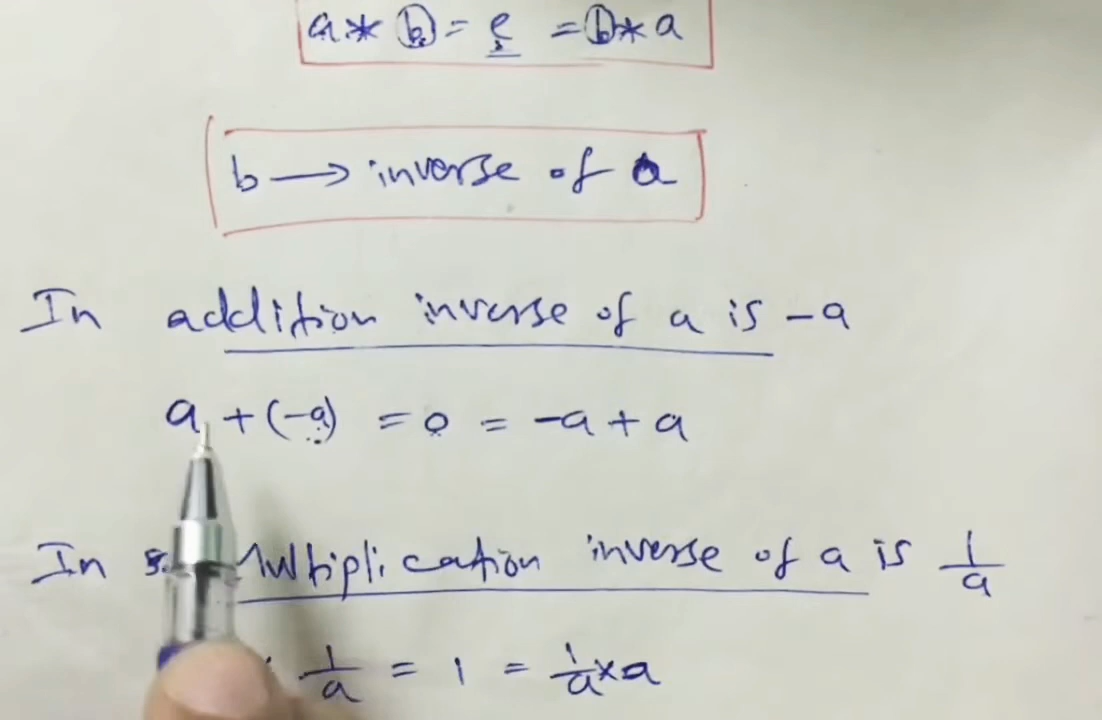 a * b = e = b * a
b → inverse of a
In addition inverse of a is -a
a + (-a) = 0 = -a + a
In Multiplication inverse of a is 1/a
1/a = 1 = 1/a × a